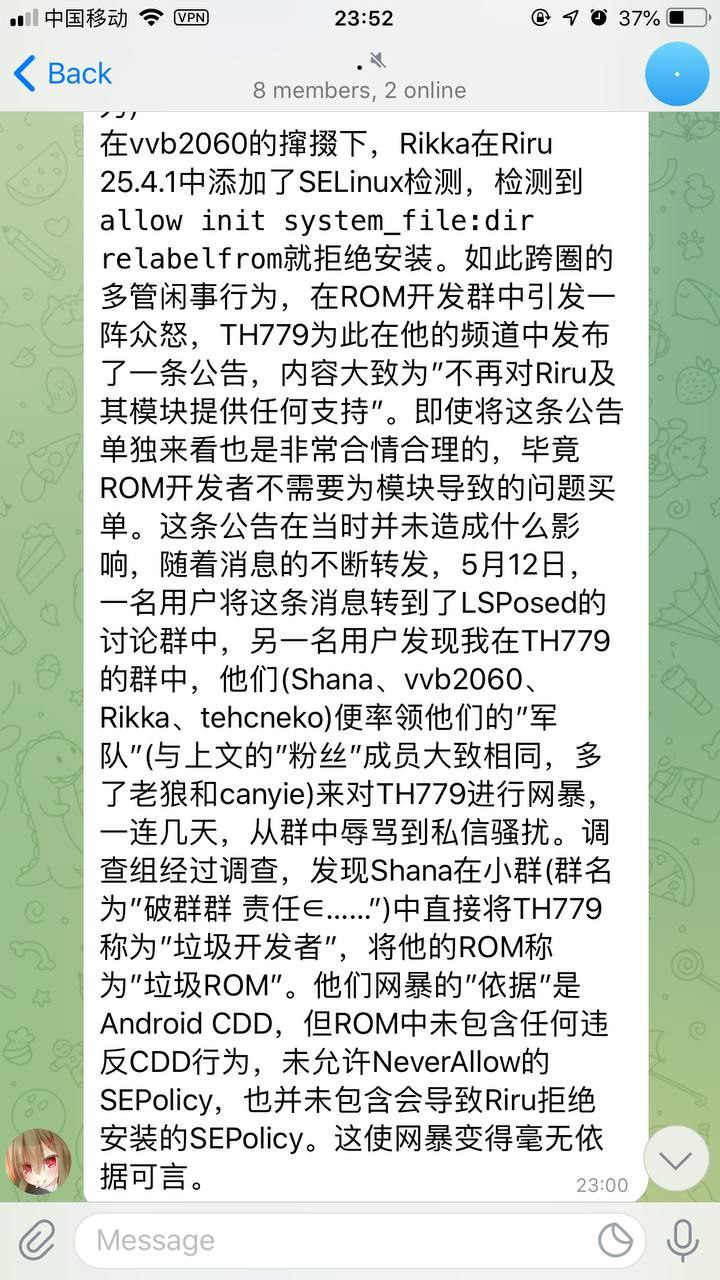 中国移动 VPN 23:52 37%
Back
.
8 members, 2 online
在vvb2060的撺掇下，Rikka在Riru
25.4.1中添加了SELinux检测，检测到
allow init system_file:dir
relabelfrom就拒绝安装。如此跨圈的
多管闲事行为，在ROM开发群中引发一
阵众怒，TH779为此在他的频道中发布
了一条公告，内容大致为"不再对Riru及
其模块提供任何支持"。即使将这条公告
单独来看也是非常合情合理的，毕竟
ROM开发者不需要为模块导致的问题买
单。这条公告在当时并未造成什么影
响，随着消息的不断转发，5月12日，
一名用户将这条消息转到了LSPosed的
讨论群中，另一名用户发现我在TH779
的群中，他们(Shana、vvb2060、
Rikka、tehcneko)便率领他们的"军
队"(与上文的"粉丝"成员大致相同，多
了老狼和canyie)来对TH779进行网暴，
一连几天，从群中辱骂到私信骚扰。调
查组经过调查，发现Shana在小群(群名
为"破群群 责任∈……")中直接将TH779
称为"垃圾开发者"，将他的ROM称
为"垃圾ROM"。他们网暴的"依据"是
Android CDD，但ROM中未包含任何违
反CDD行为，未允许NeverAllow的
SEPolicy，也并未包含会导致Riru拒绝
安装的SEPolicy。这使网暴变得毫无依
据可言。
23:00
Message